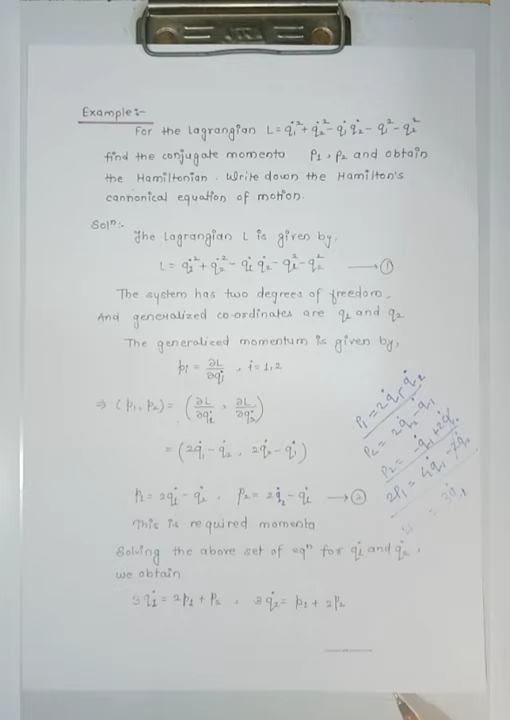 Example:-
For the lagrangian L = q̇₁² + q̇₂² - q̇₁ q̇₂ - q₁² - q₂²
find the conjugate momenta P₁, P₂ and obtain
the Hamiltonian. Write down the Hamilton's
cannonical equation of motion.
Solⁿ:-
The Lagrangian L is given by,
L = q̇₁² + q̇₂² - q̇₁ q̇₂ - q₁² - q₂² → ①
The system has two degrees of freedom.
And generalized co-ordinates are q₁ and q₂
The generalized momentum is given by,
pᵢ = ∂L/∂q̇ᵢ , i = 1,2
⇒ (p₁, p₂) = (∂L/∂q̇₁ , ∂L/∂q̇₂)
= (2q̇₁ - q̇₂ , 2q̇₂ - q̇₁)
p₁ = 2q̇₁ - q̇₂ , p₂ = 2q̇₂ - q̇₁ → ②
This is required momenta
Solving the above set of eqⁿ for q̇₁ and q̇₂,
we obtain
3q̇₁ = 2p₁ + p₂ , 3q̇₂ = p₁ + 2p₂
P₁ = 2q̇₁ - q̇₂
P₂ = 2q̇₂ - q̇₁
P₂ = -q̇₁ + 2q̇₂
2P₁ = 4q̇₁ - 2q̇₂
= 3q̇₁